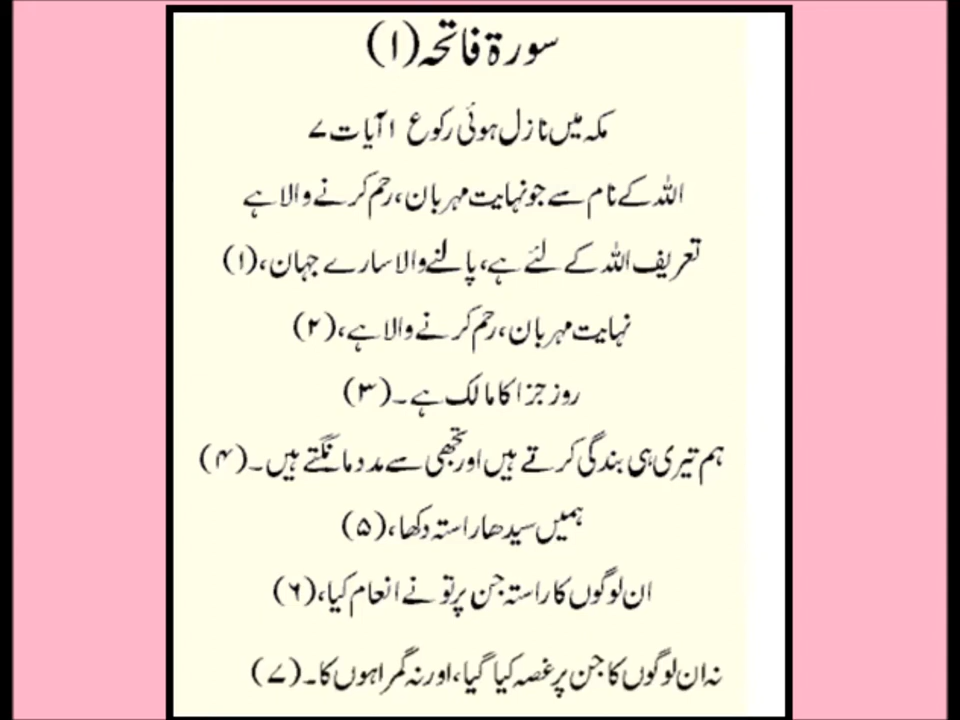 سورۃ فاتحہ (۱)
مکہ میں نازل ہوئی رکوع ۱ آیات ۷
اللہ کے نام سے جو نہایت مہربان، رحم کرنے والا ہے
تعریف اللہ کے لئے ہے، پالنے والا سارے جہان، (۱)
نہایت مہربان، رحم کرنے والا ہے، (۲)
روز جزا کا مالک ہے۔ (۳)
ہم تیری ہی بندگی کرتے ہیں اور تجھی سے مدد مانگتے ہیں۔ (۴)
ہمیں سیدھا راستہ دکھا، (۵)
ان لوگوں کا راستہ جن پر تو نے انعام کیا، (۶)
نہ ان لوگوں کا جن پر غصہ کیا گیا، اور نہ گمراہوں کا۔ (۷)